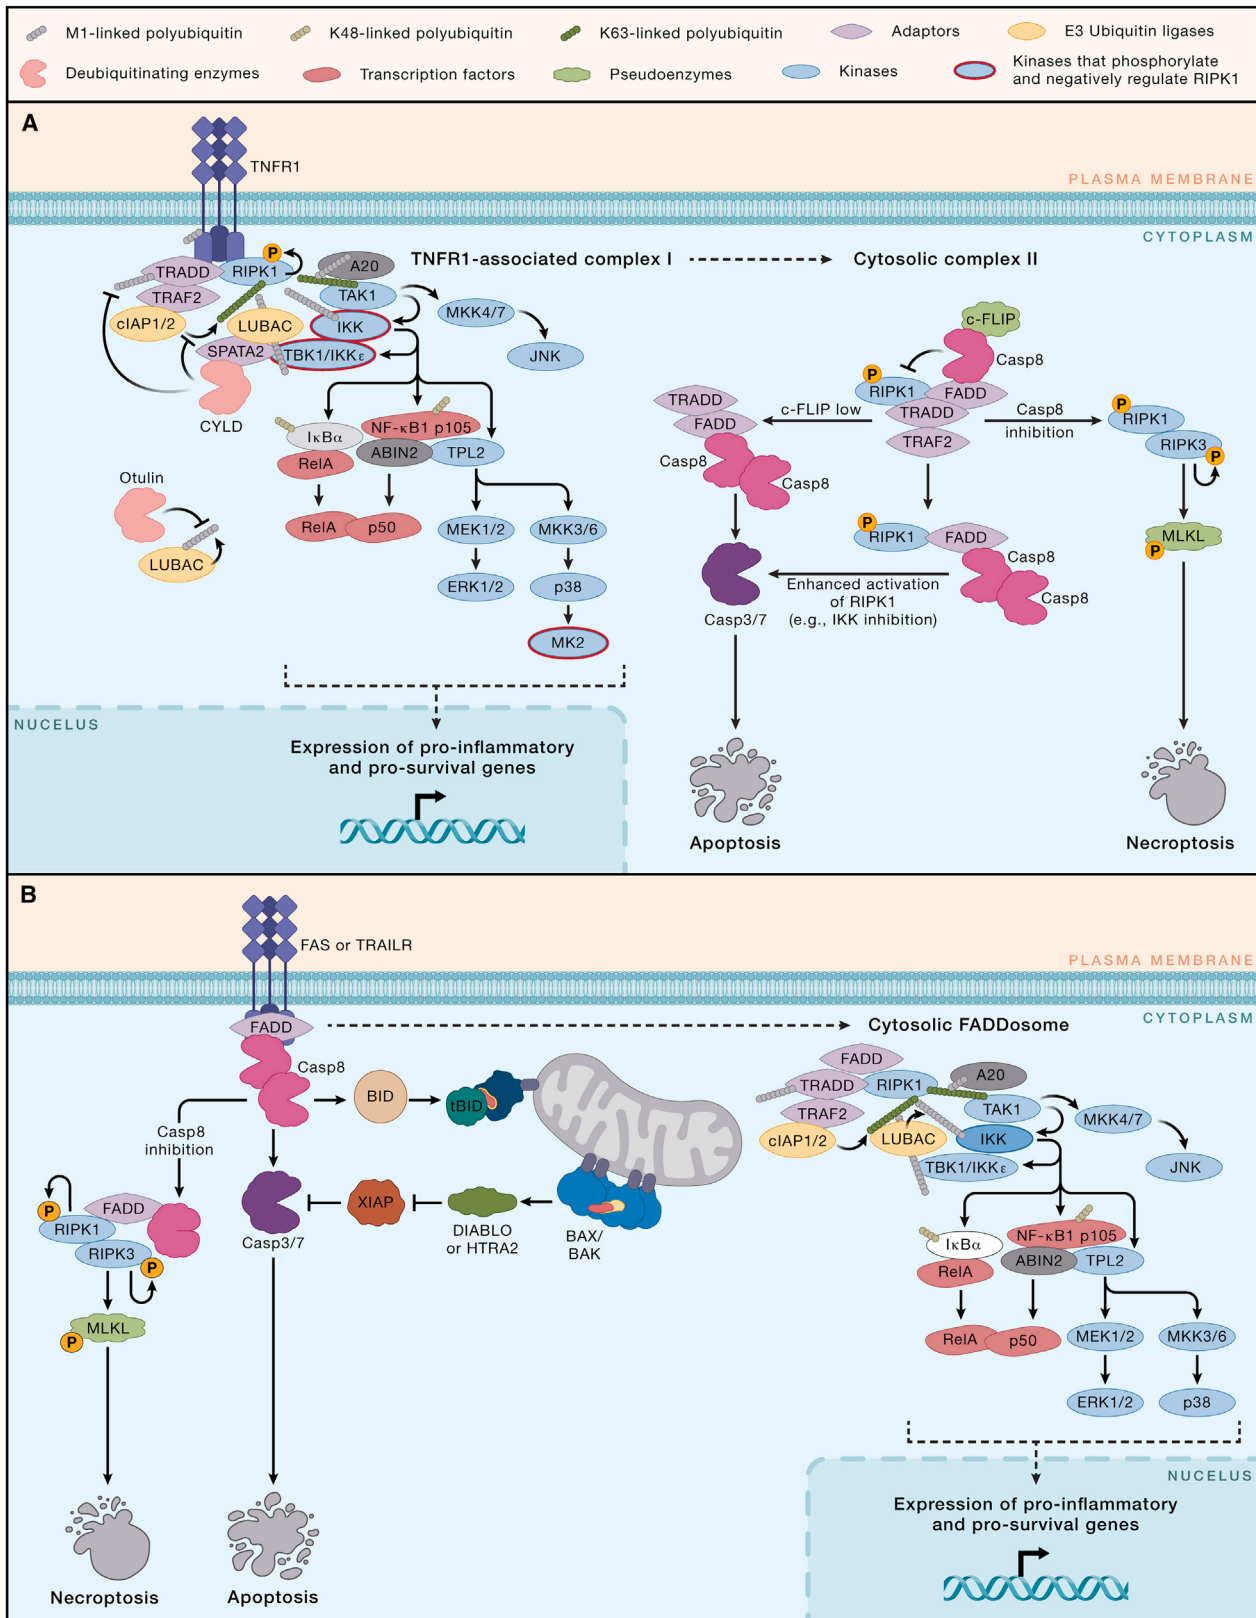 M1-linked polyubiquitin
K48-linked polyubiquitin
K63-linked polyubiquitin
Adaptors
E3 Ubiquitin ligases
Deubiquitinating enzymes
Transcription factors
Pseudoenzymes
Kinases
Kinases that phosphorylate
and negatively regulate RIPK1
A
TNFR1
PLASMA MEMBRANE
CYTOPLASM
TNFR1-associated complex I
Cytosolic complex II
P
TRADD
RIPK1
A20
TRAF2
TAK1
MKK4/7
cIAP1/2
LUBAC
IKK
JNK
SPATA2
TBK1/IKKε
CYLD
IκBα
NF-κB1 p105
RelA
ABIN2
TPL2
RelA
p50
MEK1/2
MKK3/6
ERK1/2
p38
MK2
Otulin
LUBAC
c-FLIP
Casp8
P
RIPK1
FADD
TRADD
TRAF2
c-FLIP low
TRADD
FADD
Casp8
Casp8
Casp8
inhibition
P
RIPK1
RIPK3
P
MLKL
P
P
RIPK1
FADD
Casp8
Casp8
Enhanced activation
of RIPK1
(e.g., IKK inhibition)
Casp3/7
NUCELUS
Expression of pro-inflammatory
and pro-survival genes
Apoptosis
Necroptosis
B
FAS or TRAILR
PLASMA MEMBRANE
CYTOPLASM
FADD
Cytosolic FADDosome
Casp8
BID
tBID
Casp8
inhibition
P
RIPK1
FADD
RIPK3
P
MLKL
P
Casp3/7
XIAP
DIABLO
or HTRA2
BAX/
BAK
FADD
TRADD
RIPK1
A20
TRAF2
TAK1
MKK4/7
cIAP1/2
LUBAC
IKK
JNK
TBK1/IKKε
IκBα
NF-κB1 p105
RelA
ABIN2
TPL2
RelA
p50
MEK1/2
MKK3/6
ERK1/2
p38
NUCELUS
Expression of pro-inflammatory
and pro-survival genes
Necroptosis
Apoptosis